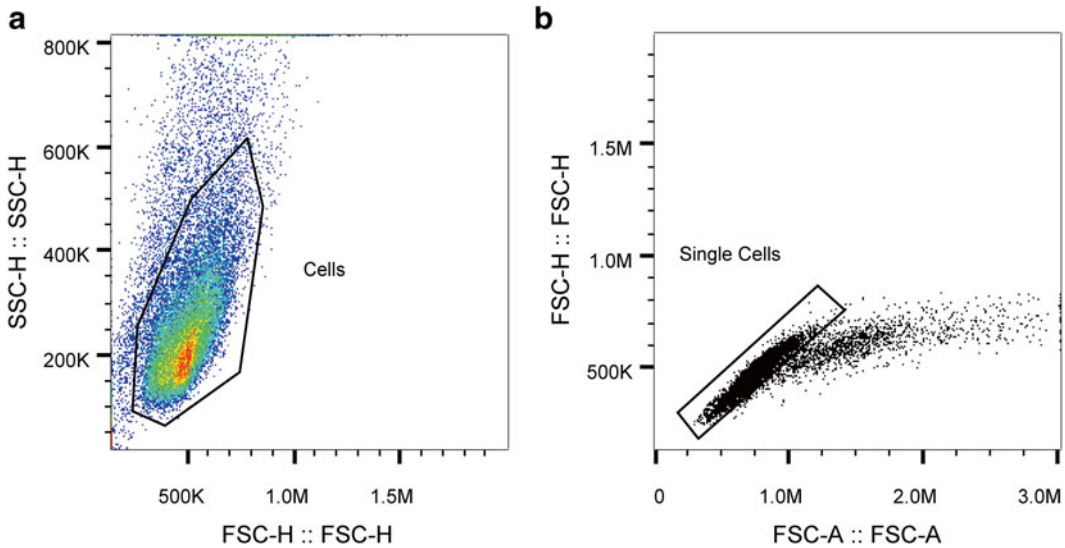 a
800K
600K
400K
200K
SSC-H :: SSC-H
Cells
500K
1.0M
1.5M
FSC-H :: FSC-H
b
1.5M
1.0M
500K
FSC-H :: FSC-H
Single Cells
0
1.0M
2.0M
3.0M
FSC-A :: FSC-A